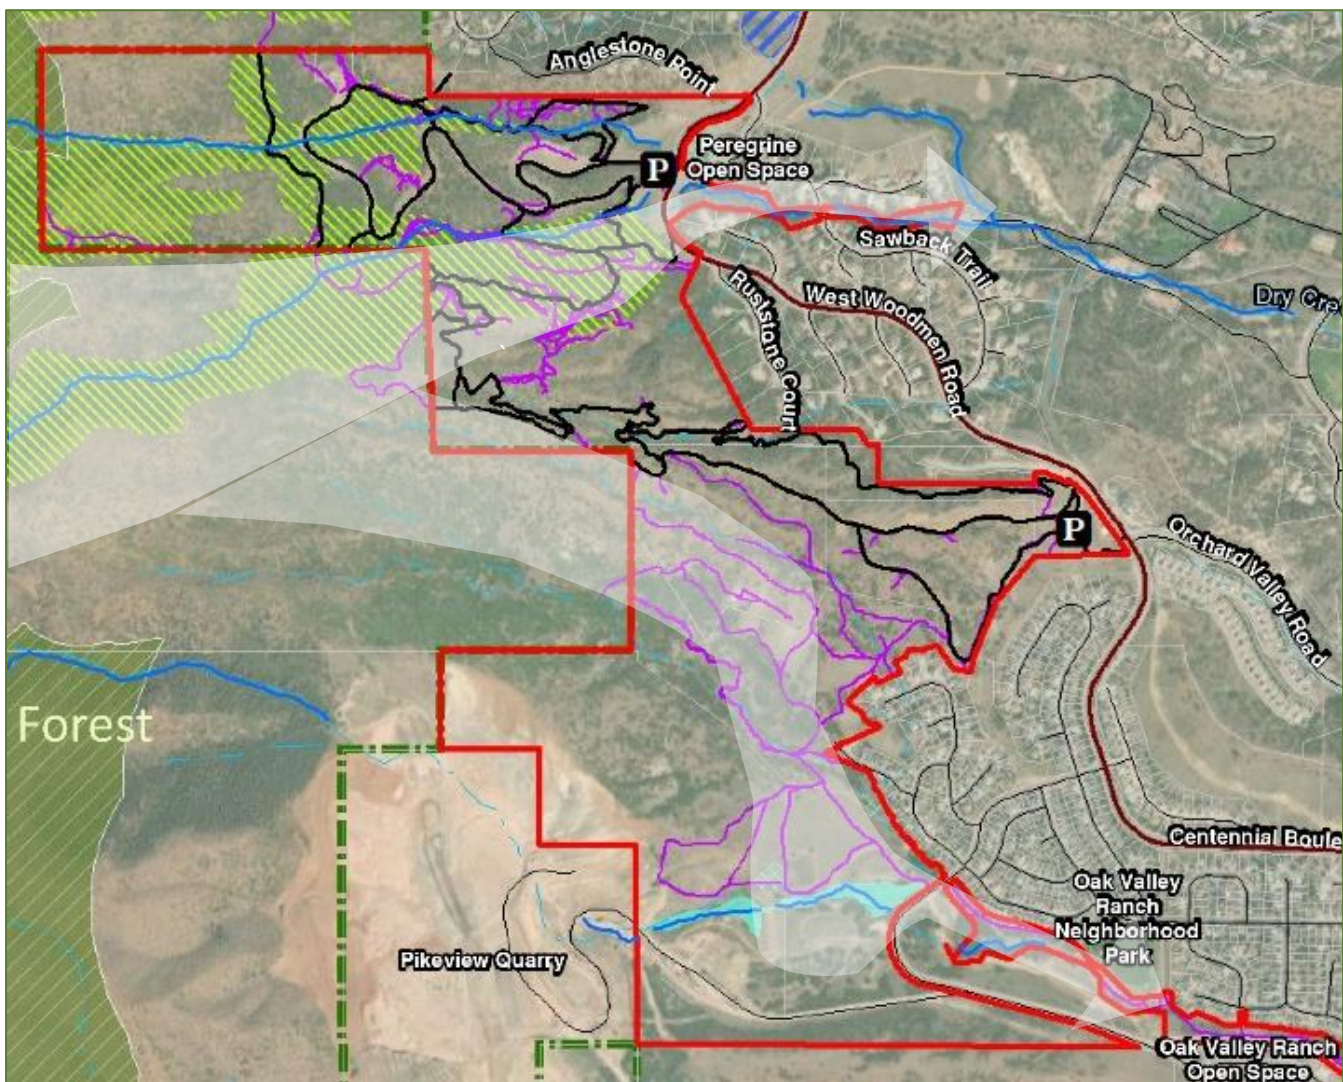 Anglestone Point
P
Peregrine
Open Space
Sawback Trail
Ruststone Court
West Woodmen Road
Dry Cre
P
Orchard Valley Road
Forest
Centennial Boule
Oak Valley
Ranch
Neighborhood
Park
Pikeview Quarry
Oak Valley Ranch
Open Space